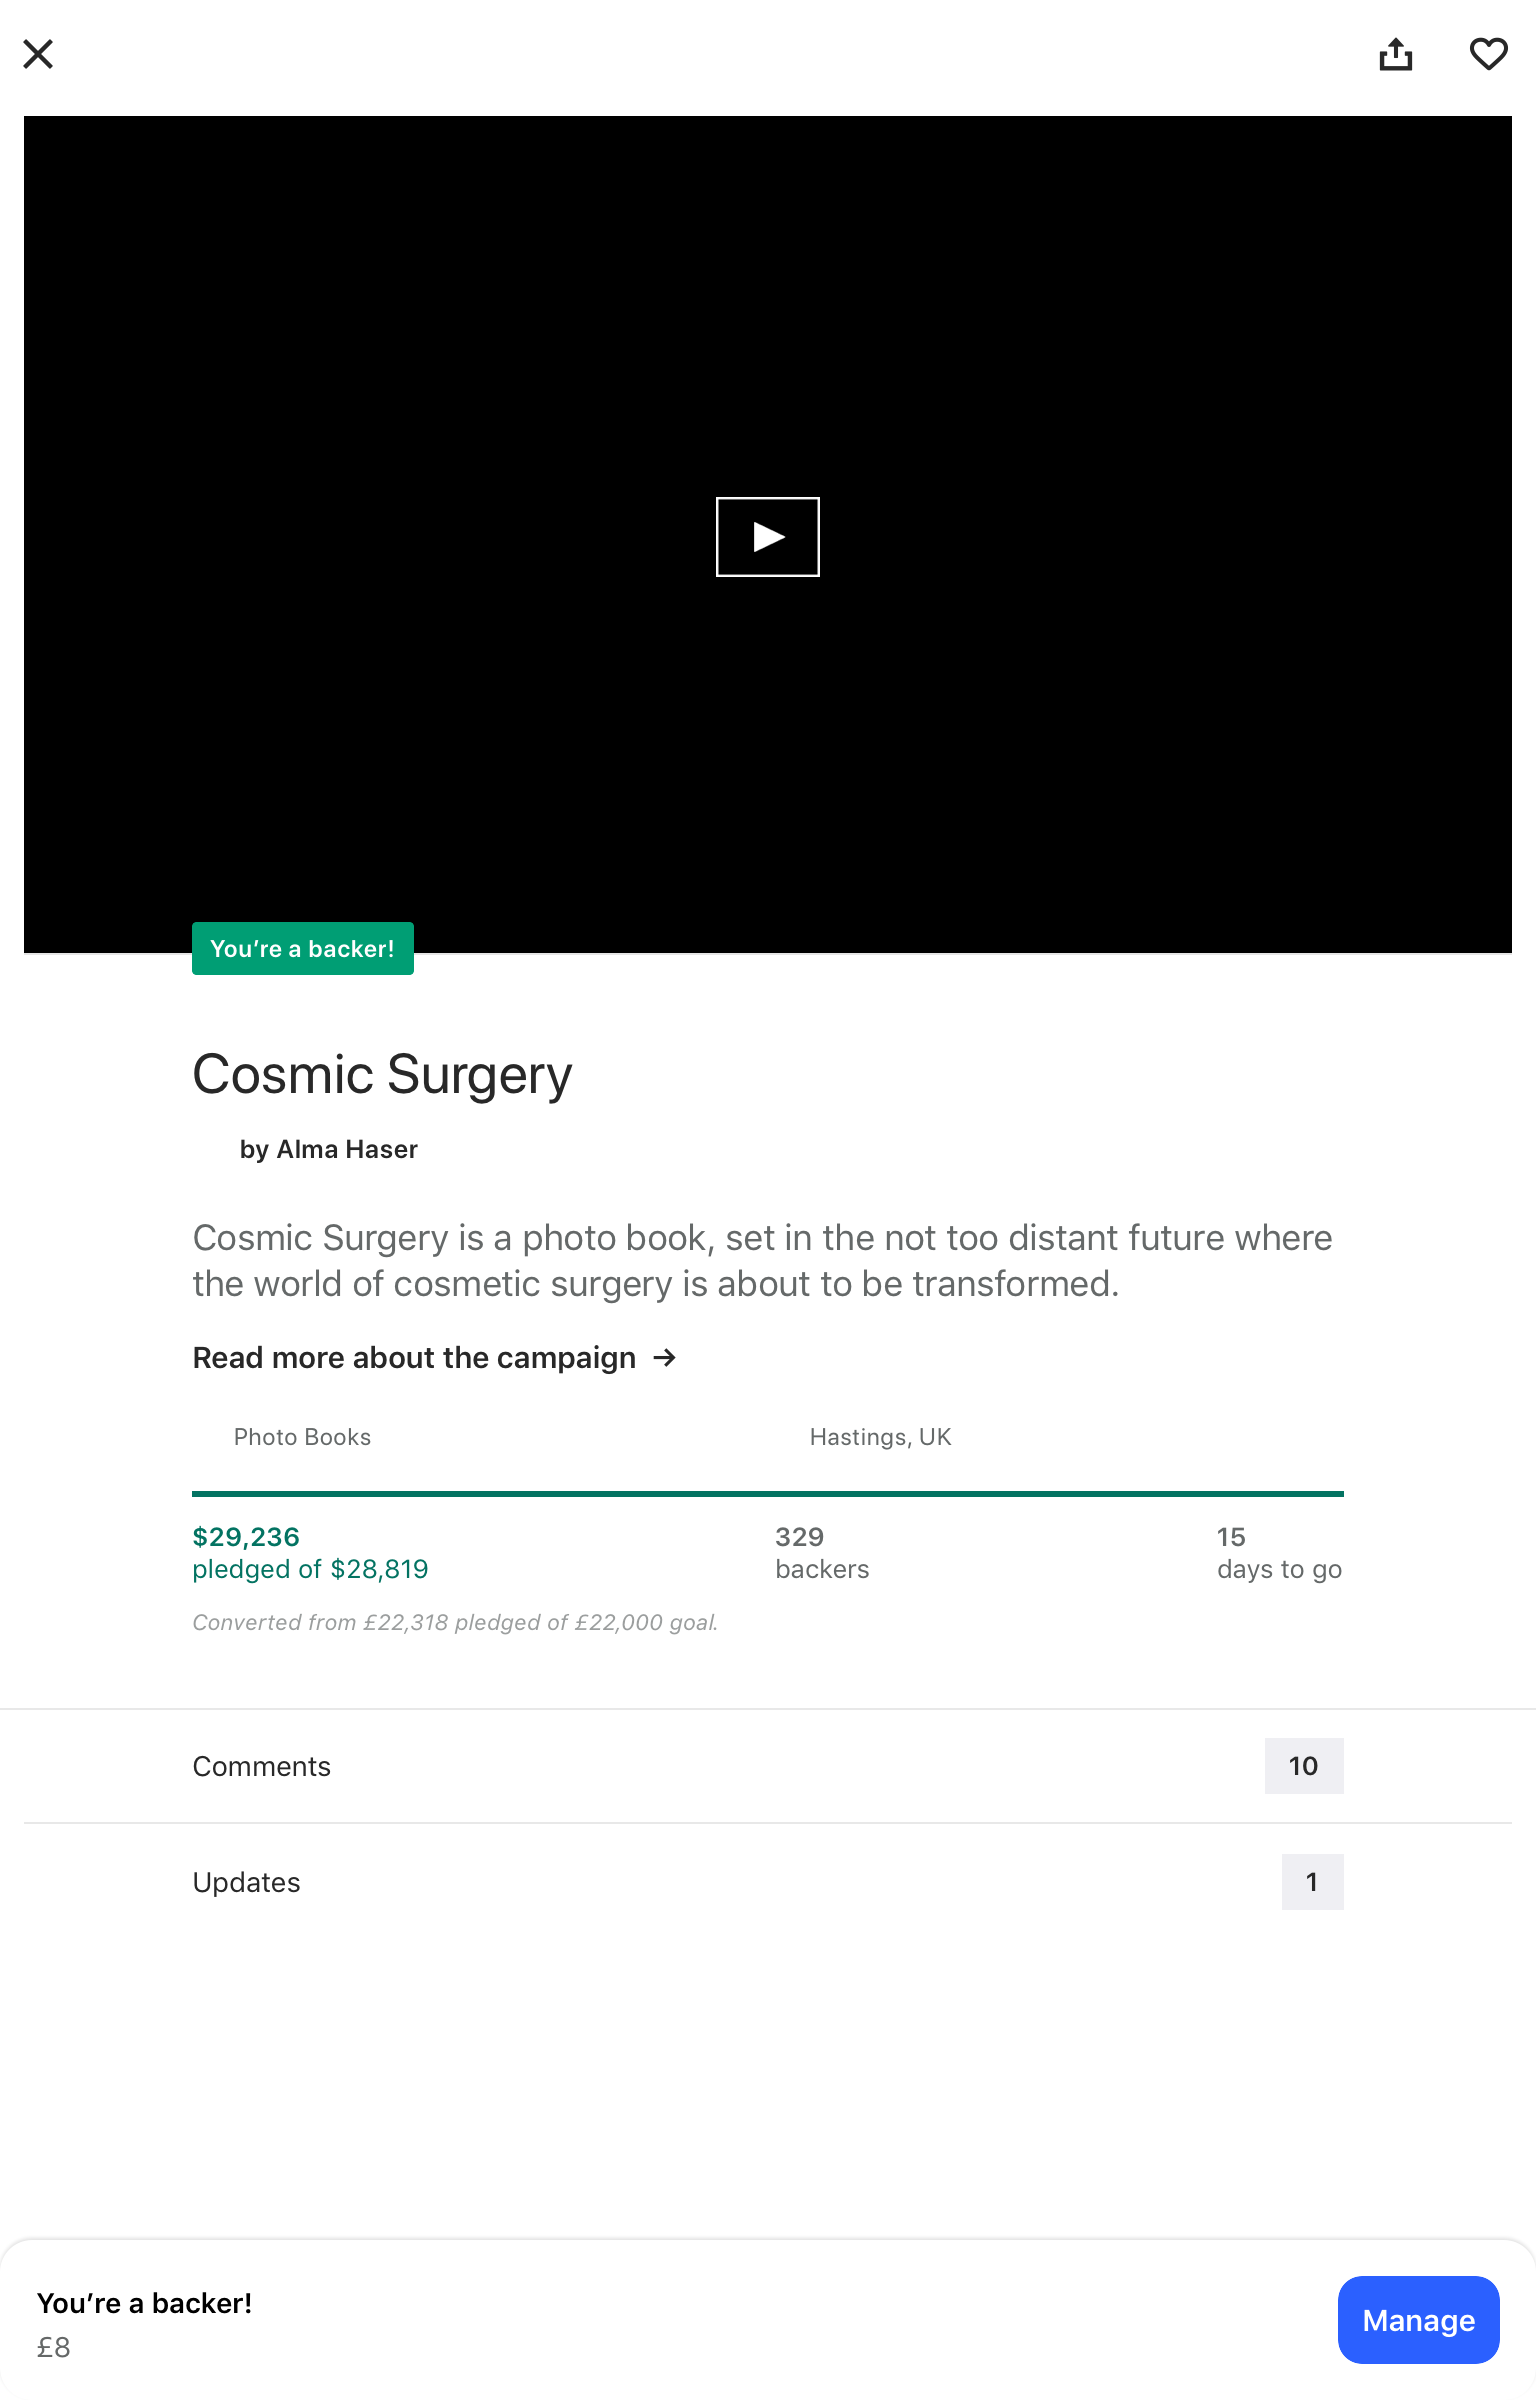 You’re a backer!
Cosmic Surgery
by Alma Haser
Cosmic Surgery is a photo book, set in the not too distant future where
the world of cosmetic surgery is about to be transformed.
Read more about the campaign →
Photo Books
Hastings, UK
$29,236
pledged of $28,819
329
backers
15
days to go
Converted from £22,318 pledged of £22,000 goal.
Comments
10
Updates
1
You’re a backer!
£8
Manage